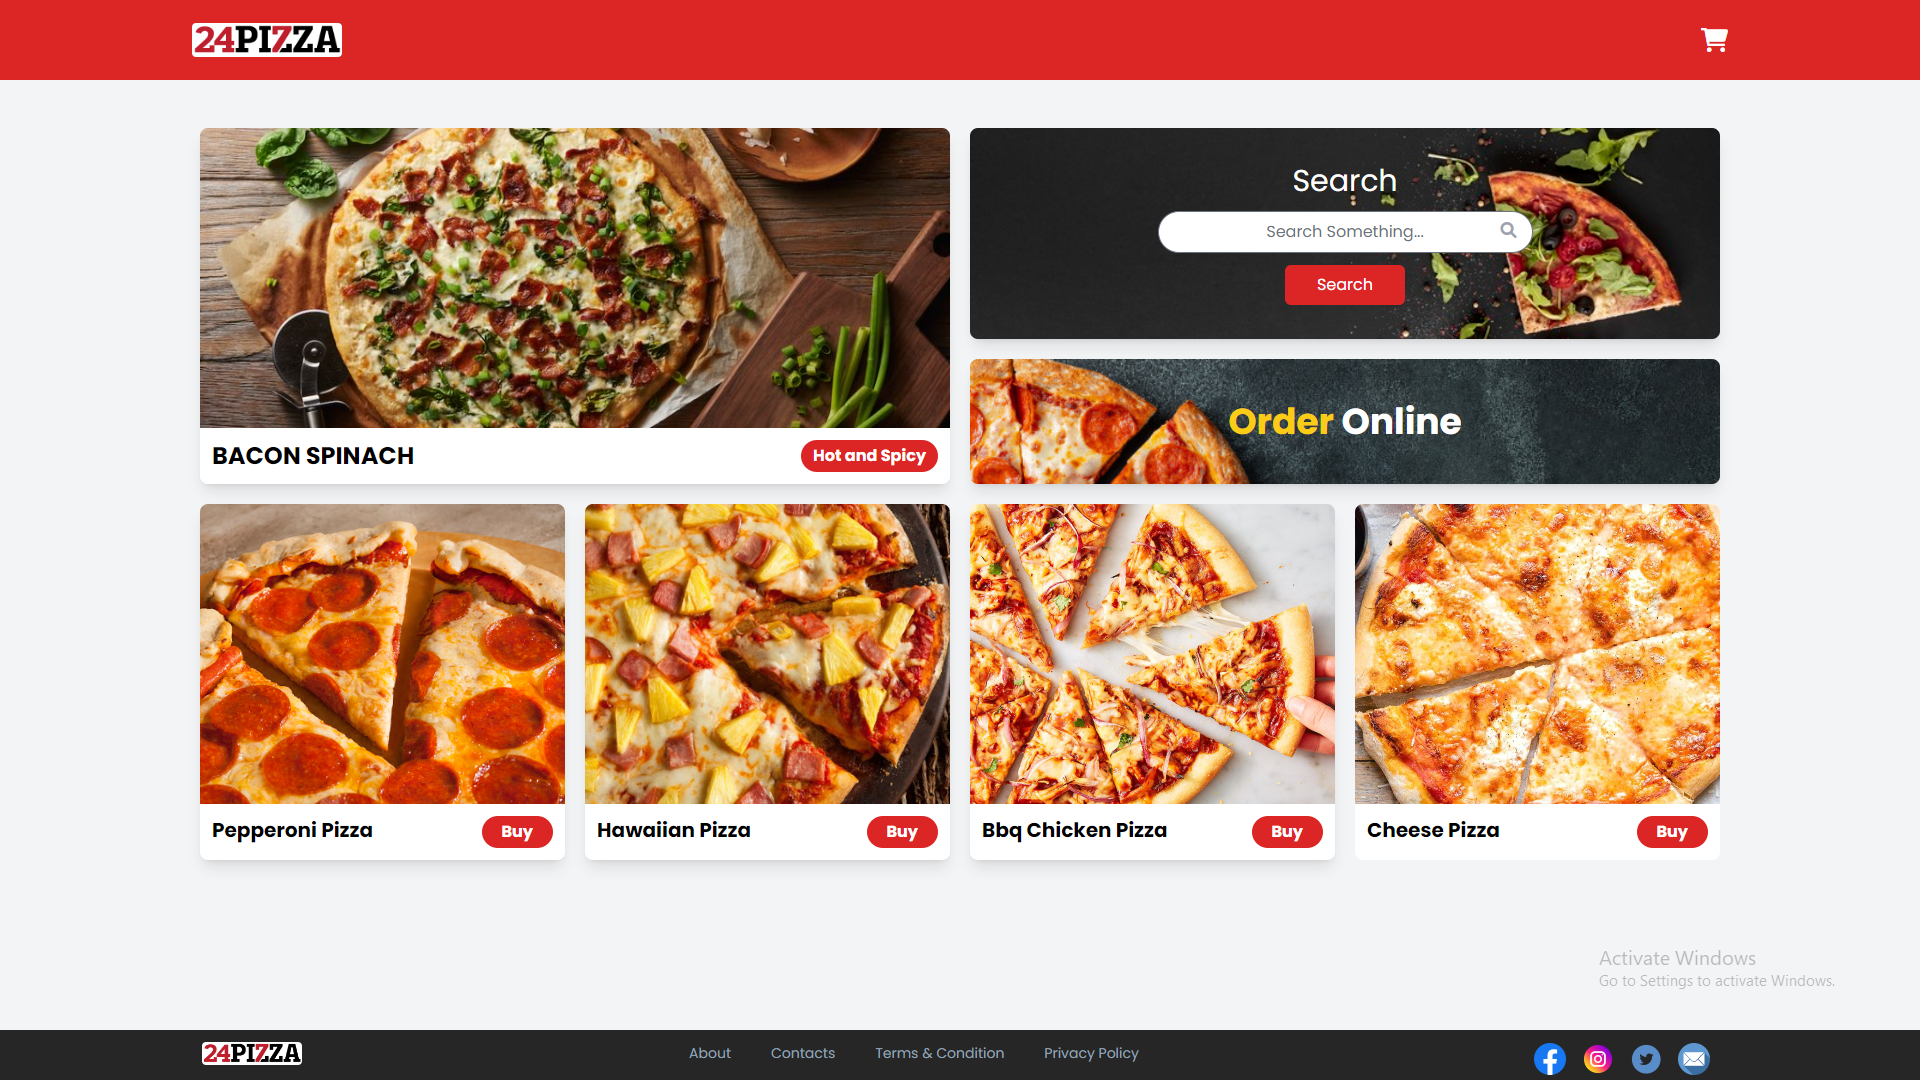 24PIZZA
Search
Search Something...
Search
Order Online
BACON SPINACH
Hot and Spicy
Pepperoni Pizza
Buy
Hawaiian Pizza
Buy
Bbq Chicken Pizza
Buy
Cheese Pizza
Buy
Activate Windows
Go to Settings to activate Windows.
24PIZZA
About
Contacts
Terms & Condition
Privacy Policy